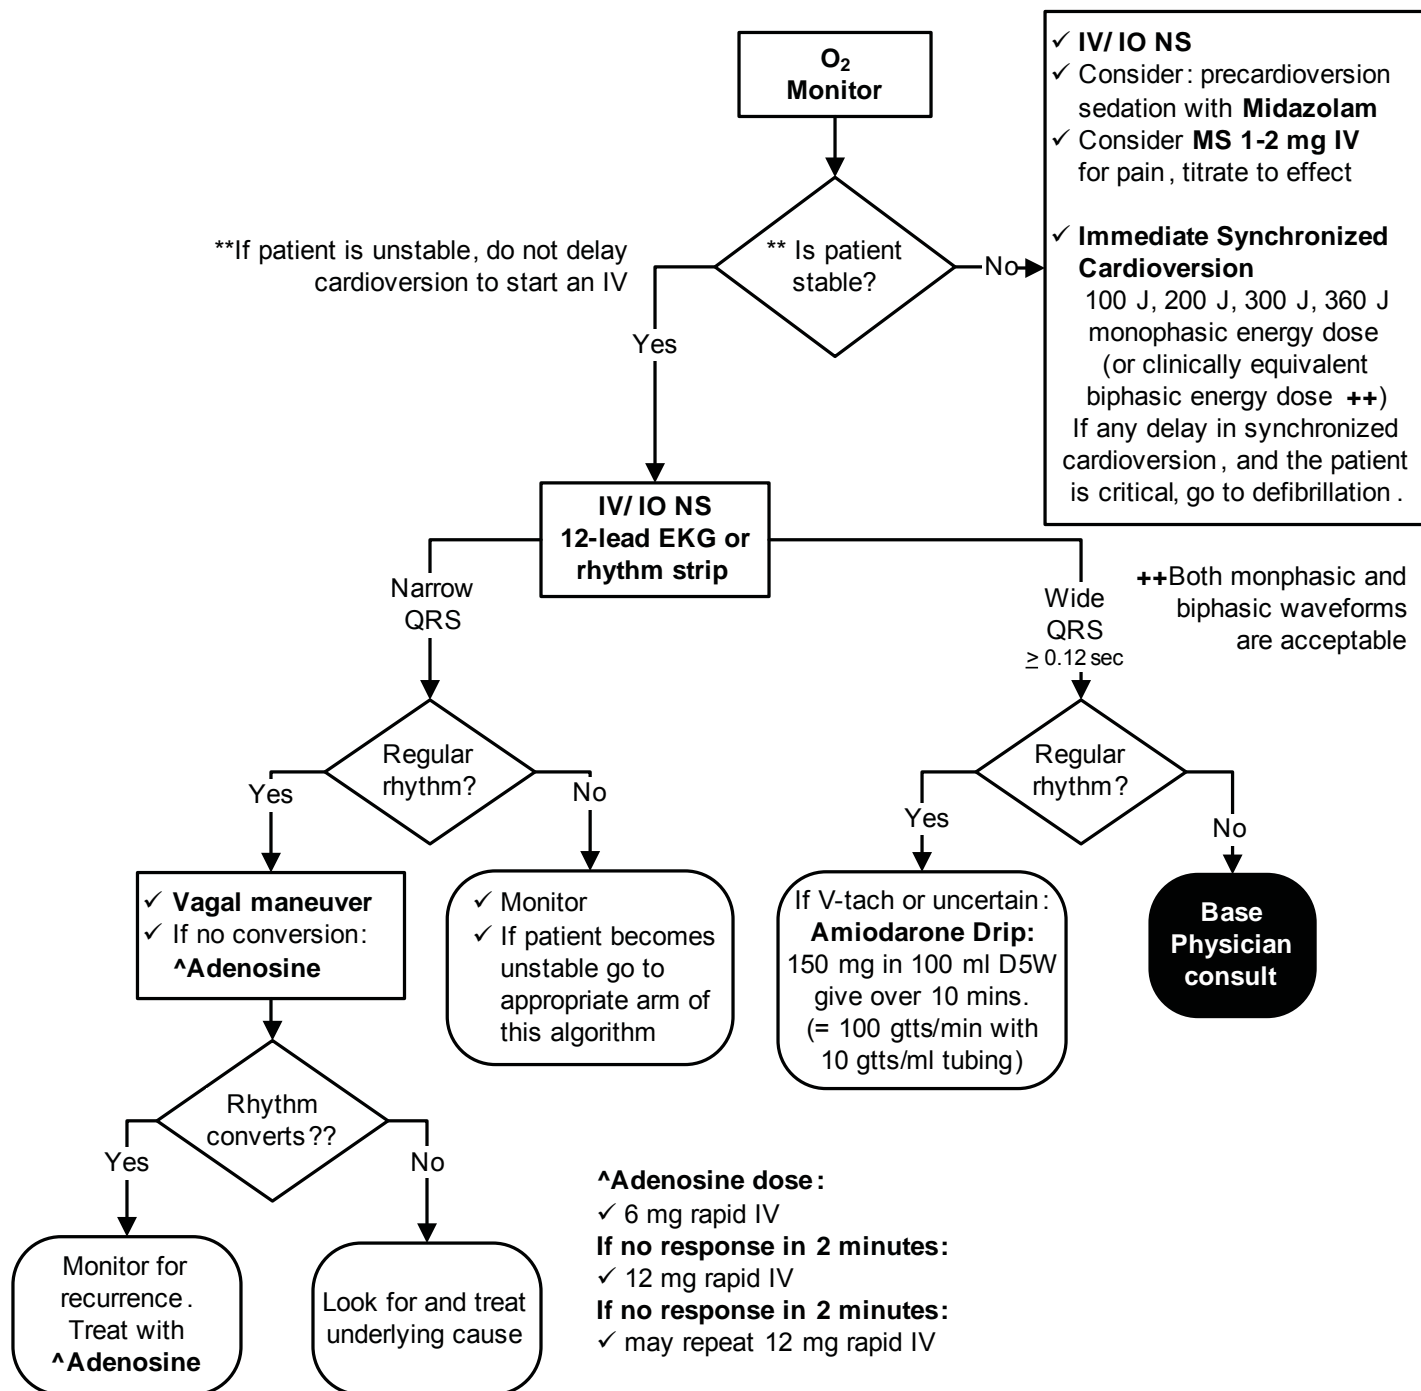 O2
Monitor
✓ IV/ IO NS
✓ Consider: precardioversion
sedation with Midazolam
✓ Consider MS 1-2 mg IV
for pain, titrate to effect
✓ Immediate Synchronized
Cardioversion
100 J, 200 J, 300 J, 360 J
monophasic energy dose
(or clinically equivalent
biphasic energy dose ++)
If any delay in synchronized
cardioversion, and the patient
is critical, go to defibrillation.
**If patient is unstable, do not delay
cardioversion to start an IV
** Is patient
stable?
No
Yes
IV/ IO NS
12-lead EKG or
rhythm strip
++Both monphasic and
biphasic waveforms
are acceptable
Narrow
QRS
Wide
QRS
≥ 0.12 sec
Regular
rhythm?
Yes
No
Regular
rhythm?
Yes
No
✓ Vagal maneuver
✓ If no conversion:
^Adenosine
✓ Monitor
✓ If patient becomes
unstable go to
appropriate arm of
this algorithm
If V-tach or uncertain:
Amiodarone Drip:
150 mg in 100 ml D5W
give over 10 mins.
(= 100 gtts/min with
10 gtts/ml tubing)
Base
Physician
consult
Rhythm
converts??
Yes
No
Monitor for
recurrence.
Treat with
^Adenosine
Look for and treat
underlying cause
^Adenosine dose:
✓ 6 mg rapid IV
If no response in 2 minutes:
✓ 12 mg rapid IV
If no response in 2 minutes:
✓ may repeat 12 mg rapid IV